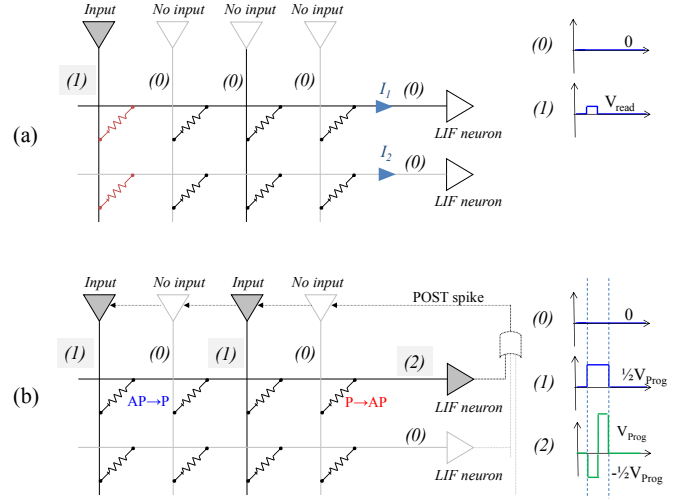 Input No input No input No input
(1) (0) (0) (0) I₁ (0)
LIF neuron
I₂ (0)
LIF neuron
(a)
(0) 0
(1) Vread
Input No input Input No input
POST spike
(1) (0) (1) (0) (2)
AP→P P→AP LIF neuron
(0)
LIF neuron
(b)
(0) 0
(1) ½VProg
(2) VProg
-½VProg